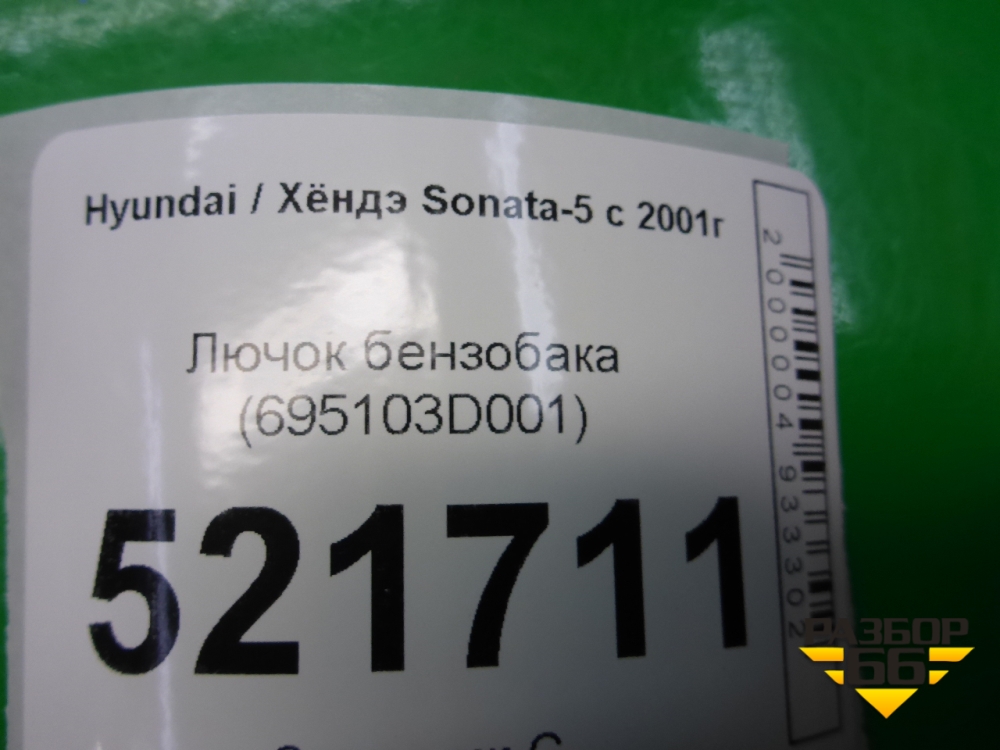 Hyundai / Хёндэ Sonata-5 с 2001г
Лючок бензобака
(695103D001)
521711
2000004933302
РАЗБОР
66